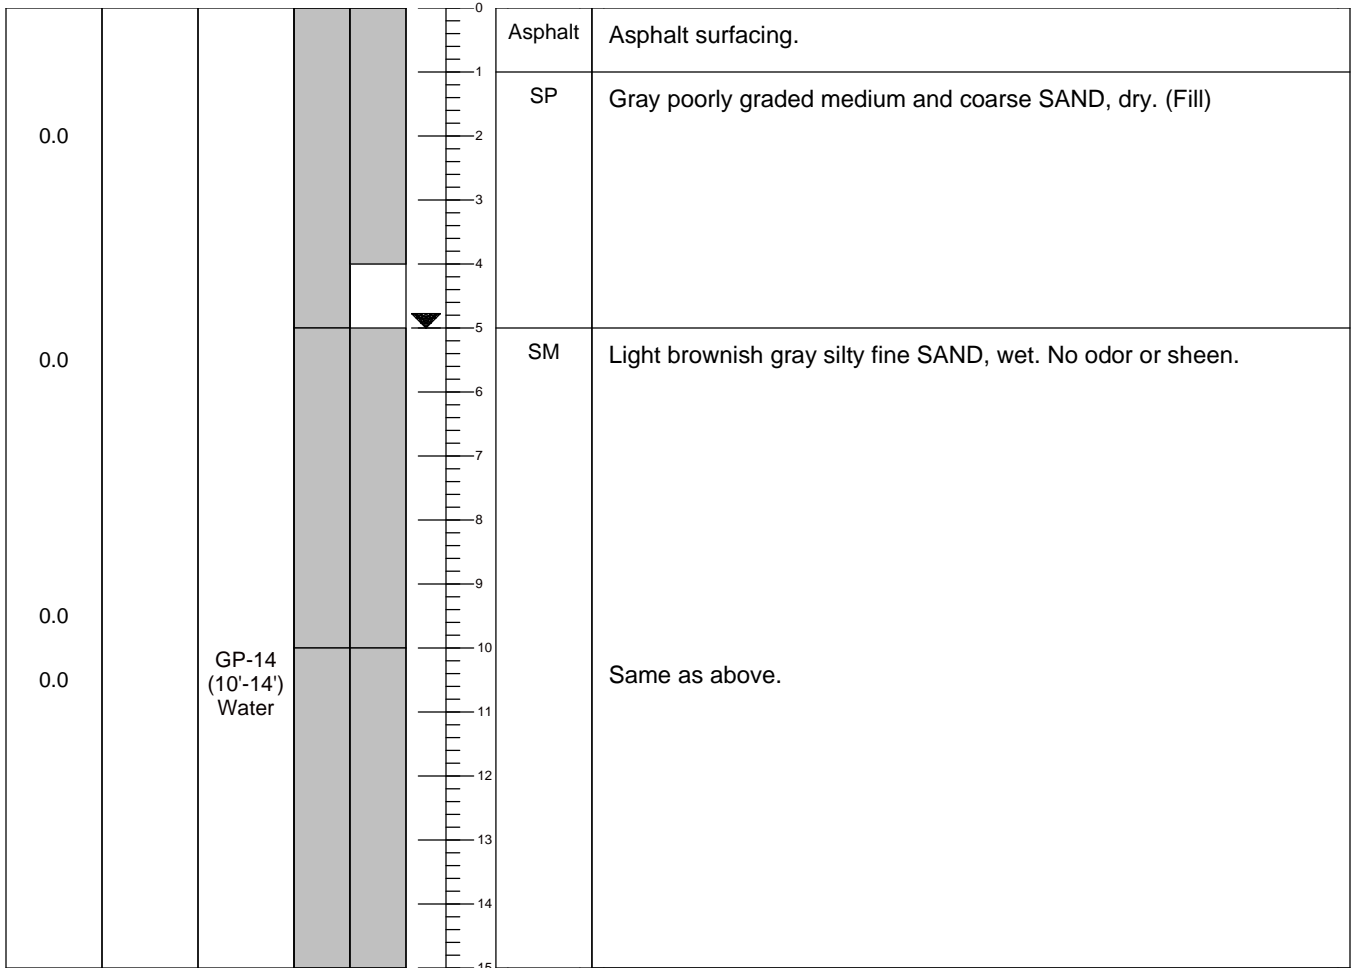 0
Asphalt
Asphalt surfacing.
1
SP
Gray poorly graded medium and coarse SAND, dry. (Fill)
0.0
2
3
4
5
0.0
SM
Light brownish gray silty fine SAND, wet. No odor or sheen.
6
7
8
9
0.0
10
GP-14
(10'-14')
Water
0.0
Same as above.
11
12
13
14
15